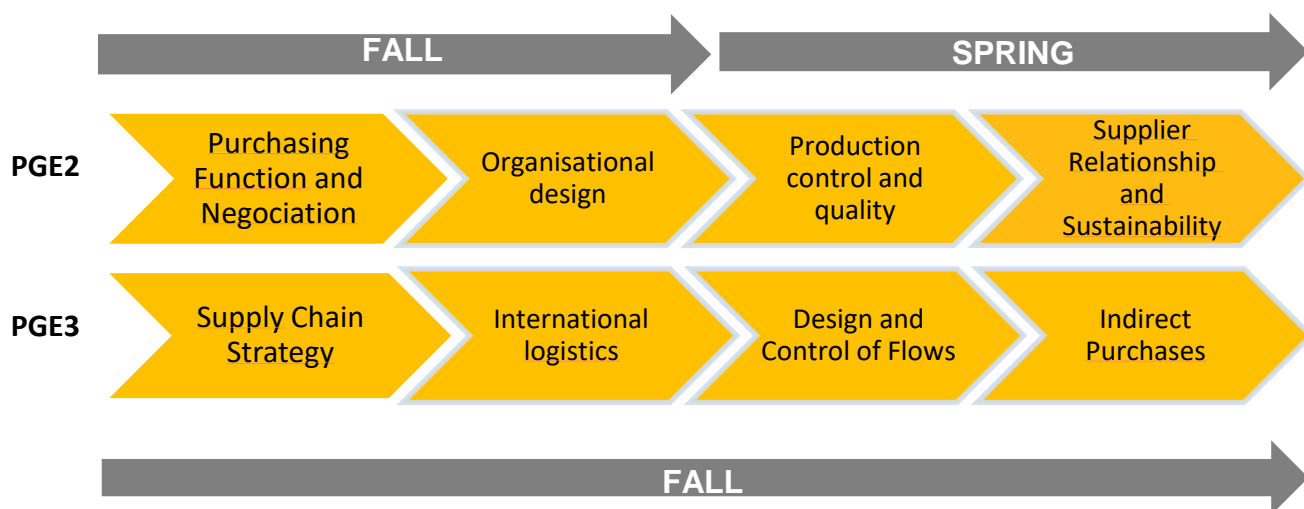 FALL
SPRING
PGE2
Purchasing
Function and
Negociation
Organisational
design
Production
control and
quality
Supplier
Relationship
and
Sustainability
PGE3
Supply Chain
Strategy
International
logistics
Design and
Control of Flows
Indirect
Purchases
FALL